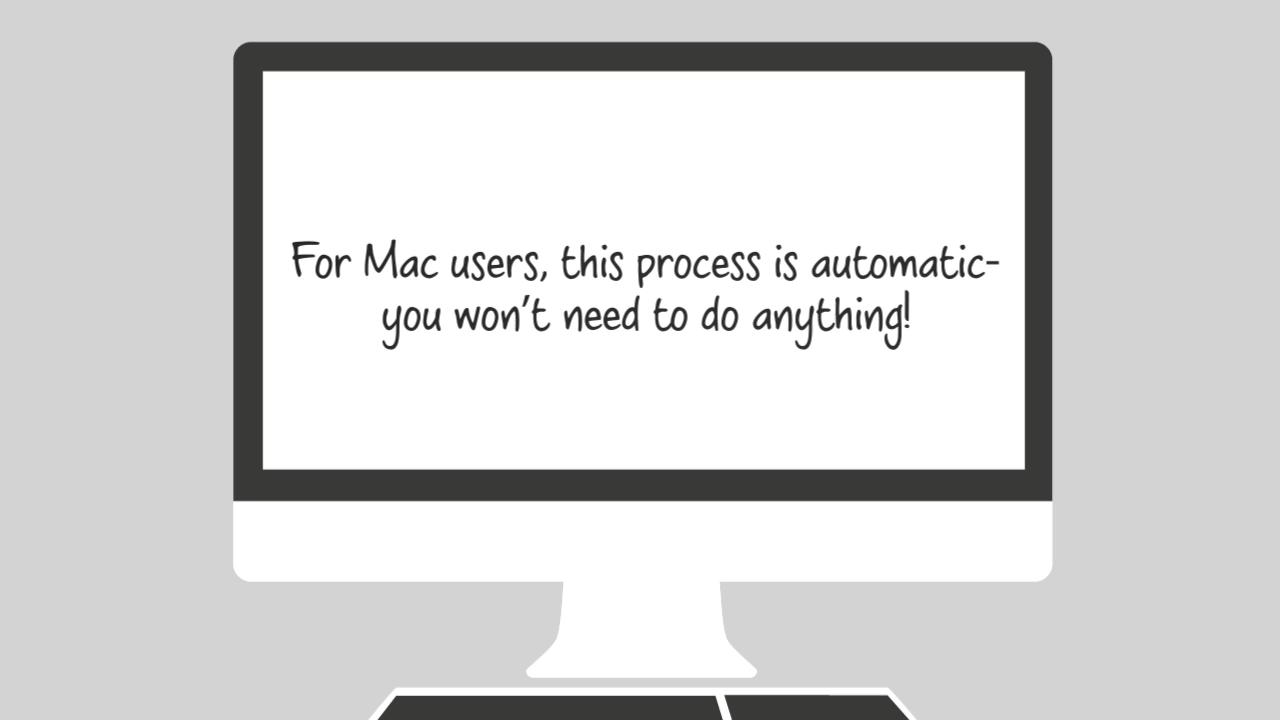 For Mac users, this process is automatic-
you won't need to do anything!